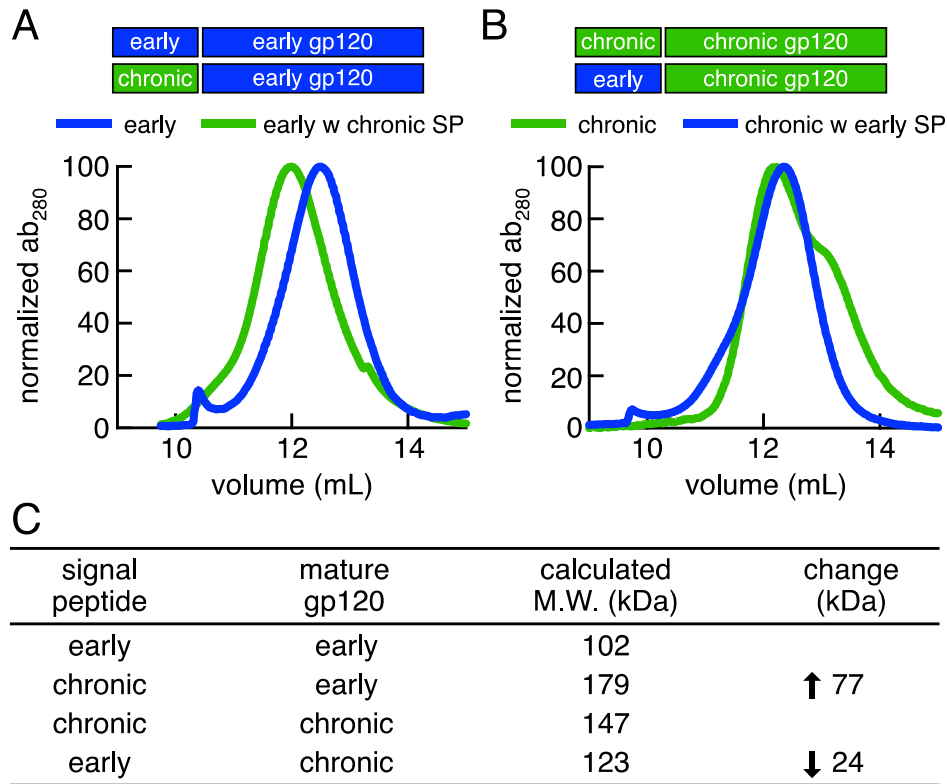 A
early early gp120
chronic early gp120
early early w chronic SP
100
80
60
40
20
0
normalized ab280
10 12 14
volume (mL)
B
chronic chronic gp120
early chronic gp120
chronic chronic w early SP
100
80
60
40
20
0
normalized ab280
10 12 14
volume (mL)
C
signal peptide mature gp120 calculated M.W. (kDa) change (kDa)
early early 102
chronic early 179 ↑ 77
chronic chronic 147
early chronic 123 ↓ 24